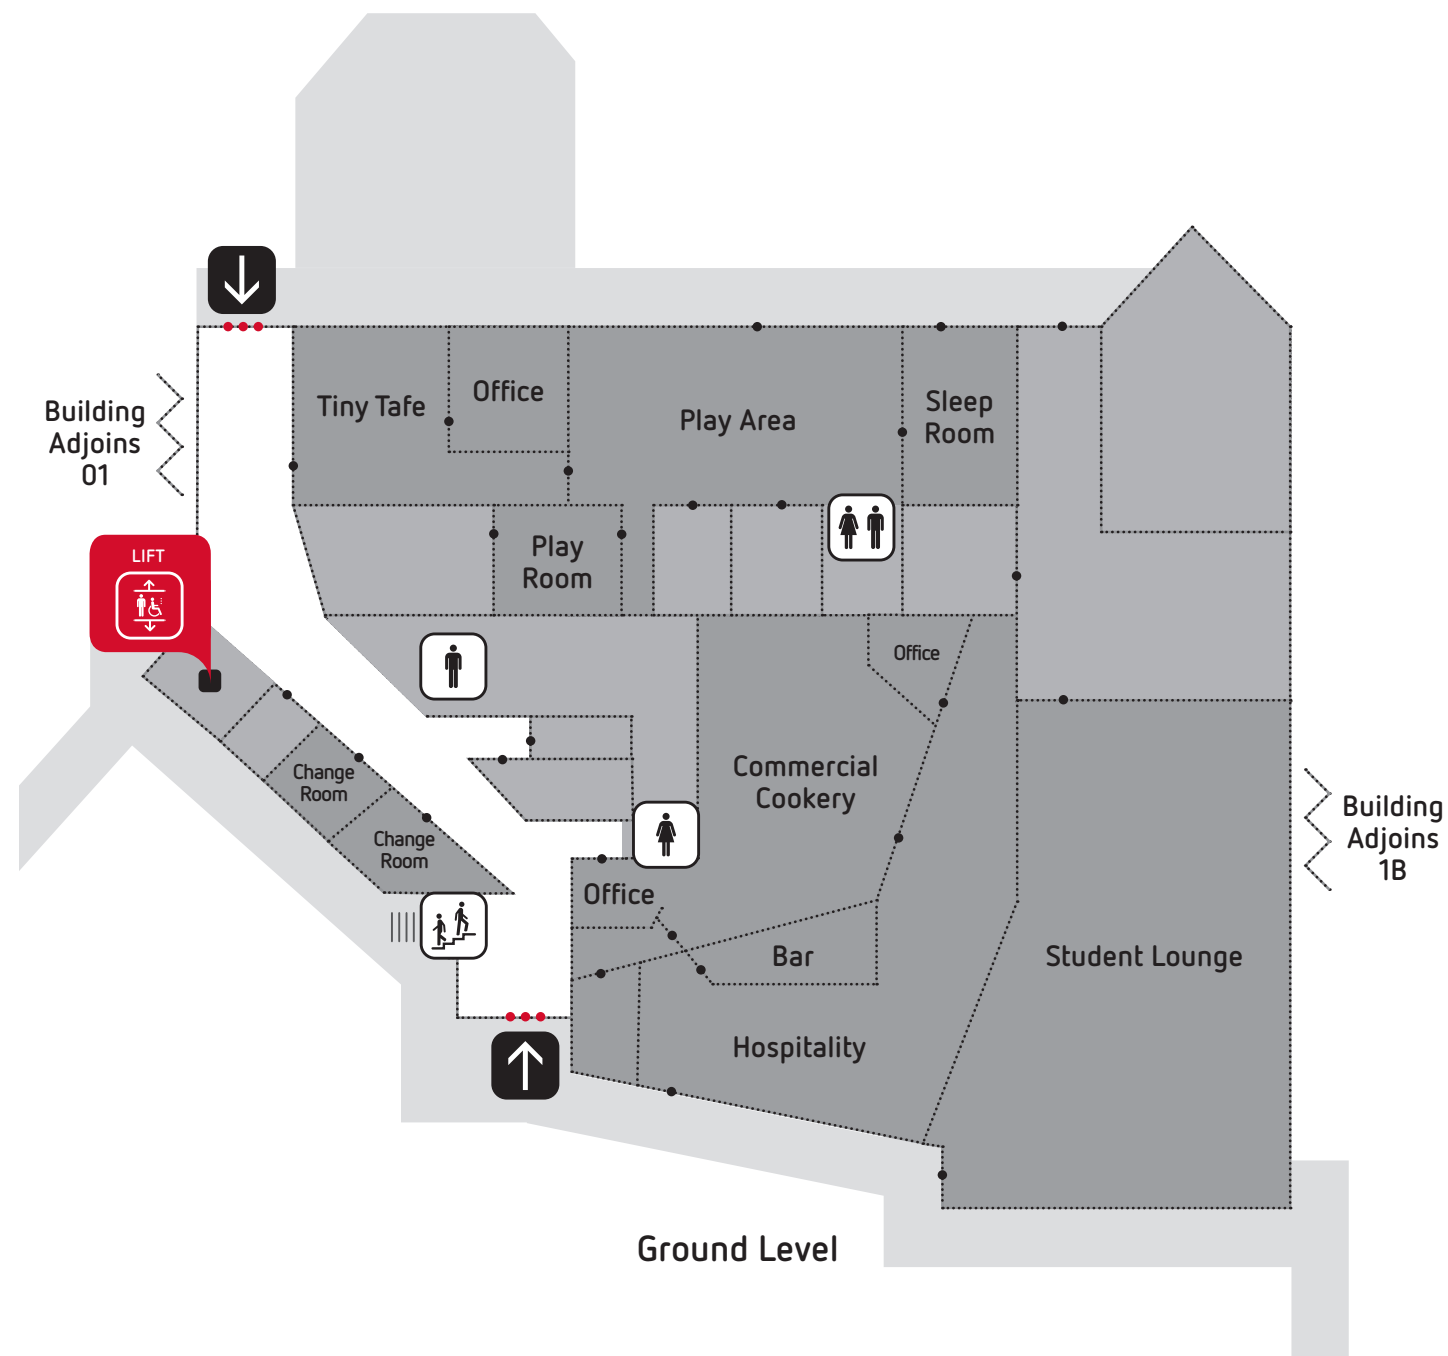 Building
Adjoins
01
LIFT
Tiny Tafe
Office
Play Area
Sleep
Room
Play
Room
Office
Change
Room
Change
Room
Commercial
Cookery
Office
Bar
Hospitality
Student Lounge
Building
Adjoins
1B
Ground Level